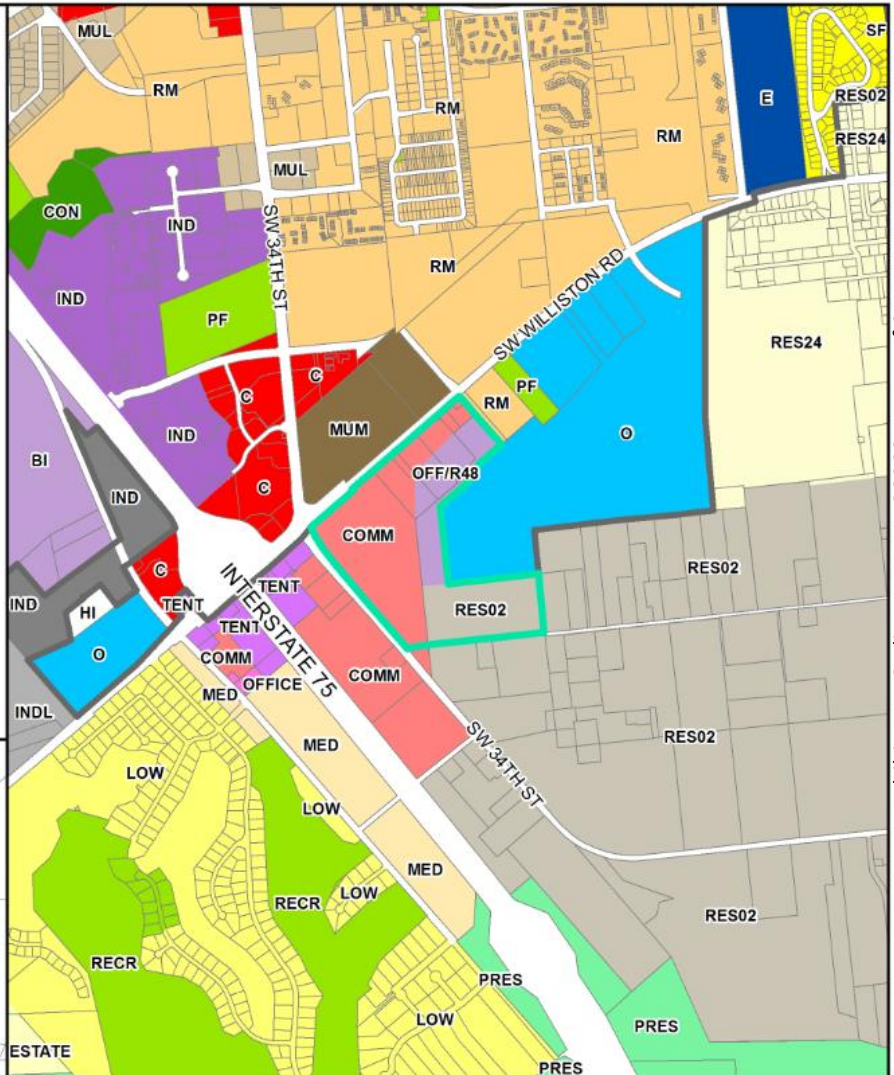 MUL
SF
RM
E
RES02
RM
RM
RES24
MUL
CON
IND
SW 34TH ST
RM
SW WILLISTON RD
IND
PF
RES24
C
PF
C
RM
MUM
IND
O
BI
OFF/R48
C
IND
COMM
C
RES02
INTERSTATE 75
TENT
IND
TENT
HI
RES02
TENT
O
COMM
COMM
OFFICE
MED
INDL
SW 34TH ST
RES02
MED
LOW
LOW
MED
LOW
RECR
RES02
RECR
PRES
LOW
PRES
ESTATE
PRES